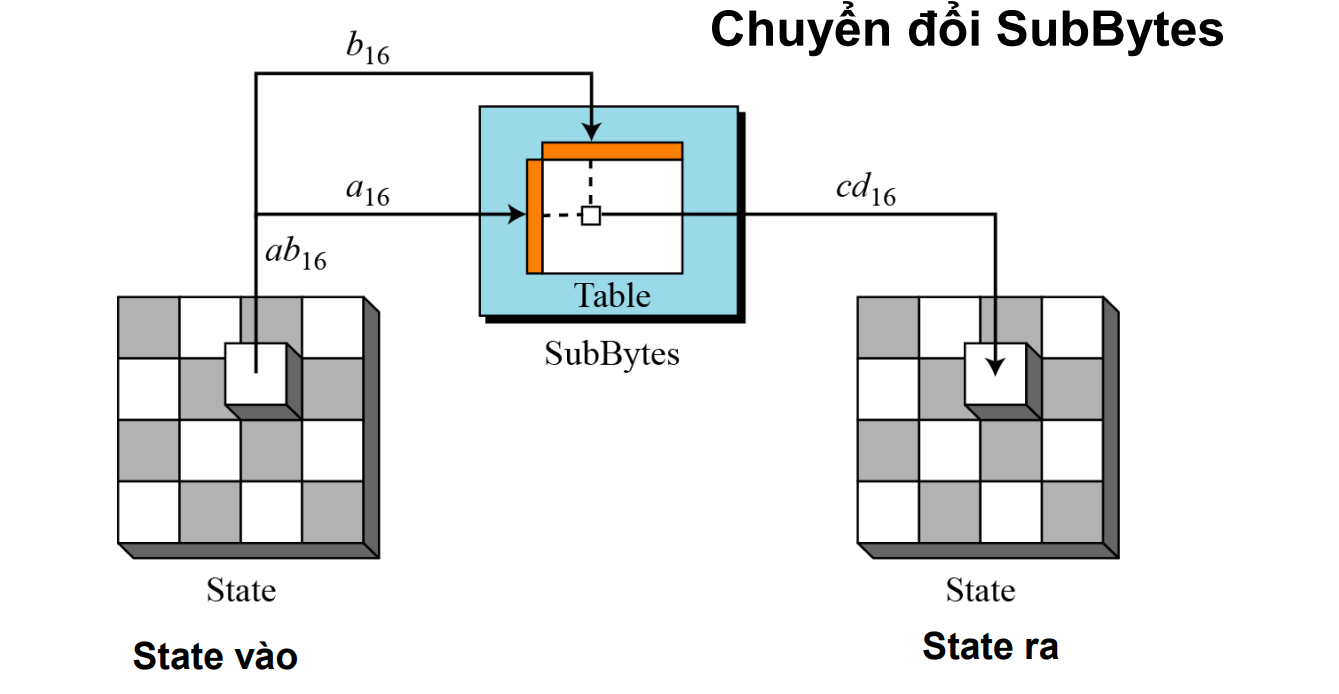 Chuyển đổi SubBytes
b16
a16
cd16
ab16
Table
SubBytes
State
State
State vào
State ra